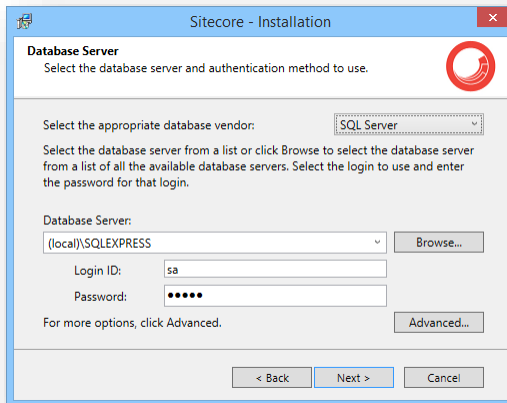 Sitecore - Installation
Database Server
Select the database server and authentication method to use.
Select the appropriate database vendor: SQL Server
Select the database server from a list or click Browse to select the database server
from a list of all the available database servers. Select the login to use and enter
the password for that login.
Database Server:
(local)\SQLEXPRESS Browse...
Login ID: sa
Password: •••••
For more options, click Advanced. Advanced...
< Back Next > Cancel